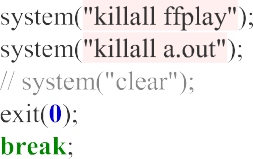 system("killall ffplay");
system("killall a.out");
// system("clear");
exit(0);
break;